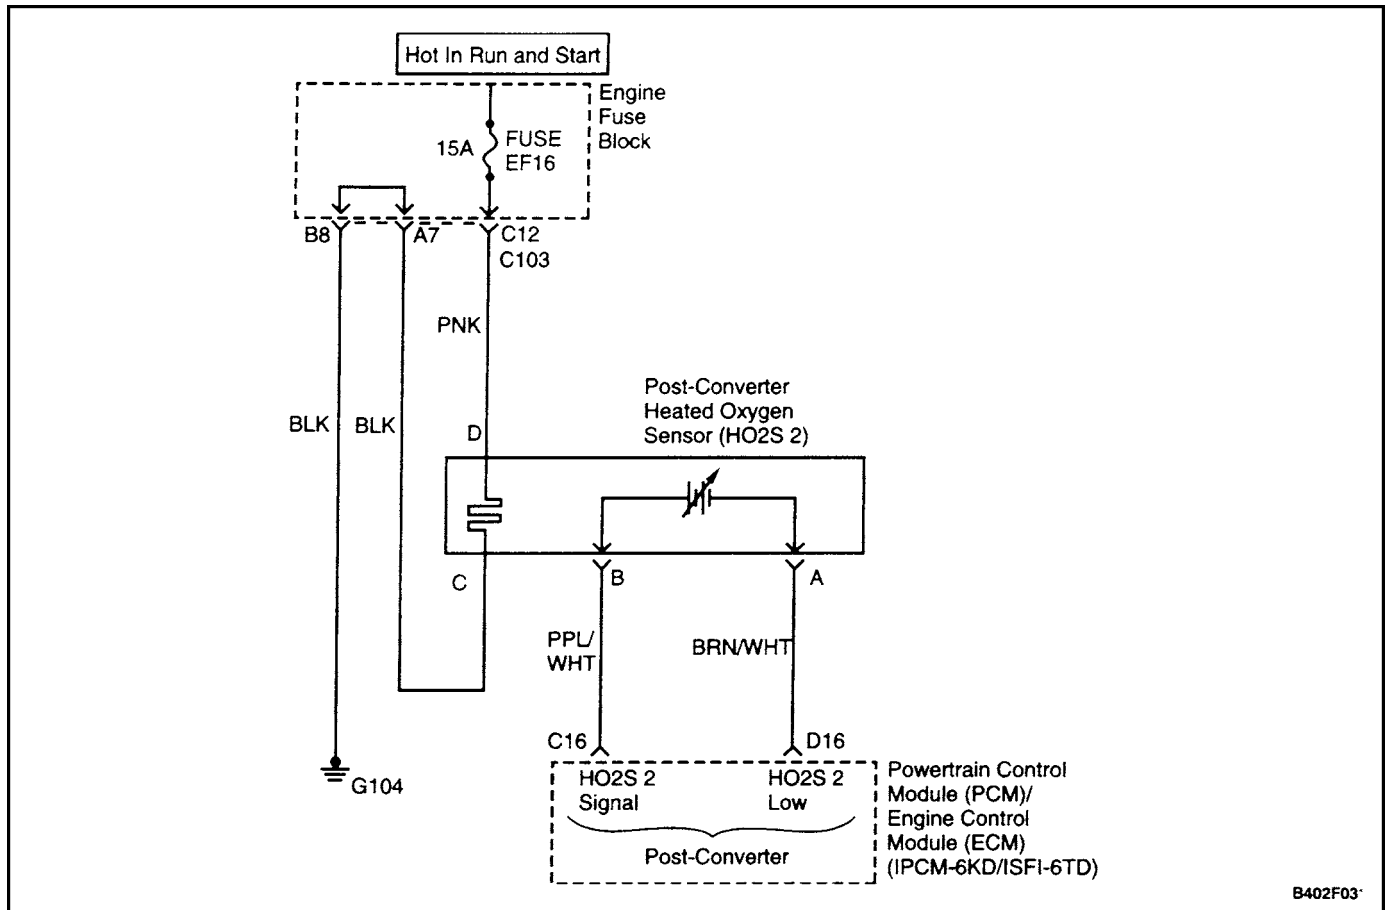 Hot In Run and Start
Engine
Fuse
Block
15A
FUSE
EF16
B8
A7
C12
C103
PNK
BLK
BLK
D
Post-Converter
Heated Oxygen
Sensor (HO2S 2)
C
B
A
PPL/
WHT
BRN/WHT
C16
D16
G104
HO2S 2
Signal
HO2S 2
Low
Post-Converter
Powertrain Control
Module (PCM)/
Engine Control
Module (ECM)
(IPCM-6KD/ISFI-6TD)
B402F03